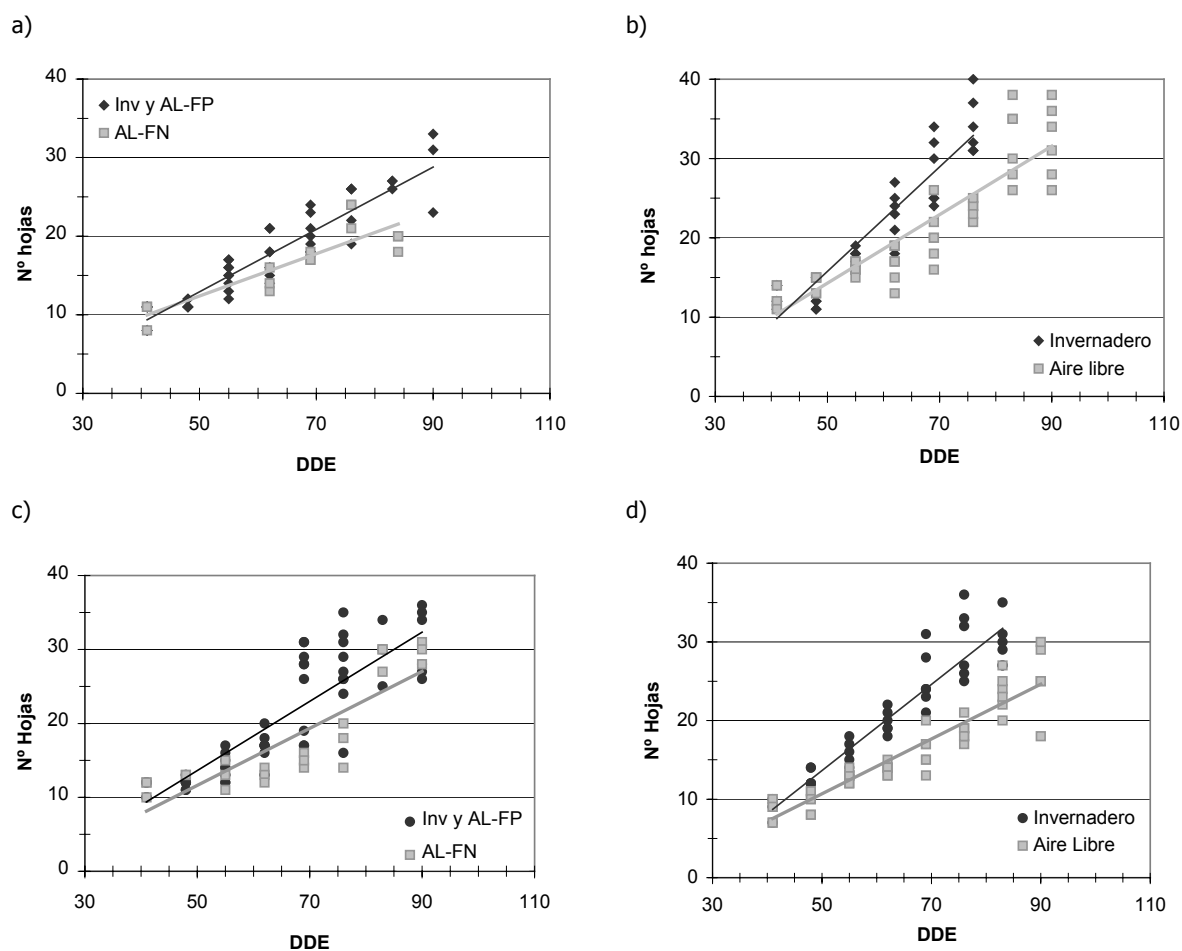 a)
Nº hojas
40
30
20
10
0
Inv y AL-FP
AL-FN
30 50 70 90 110
DDE
b)
Nº hojas
40
30
20
10
0
Invernadero
Aire libre
30 50 70 90 110
DDE
c)
Nº Hojas
40
30
20
10
0
Inv y AL-FP
AL-FN
30 50 70 90 110
DDE
d)
Nº Hojas
40
30
20
10
0
Invernadero
Aire Libre
30 50 70 90 110
DDE